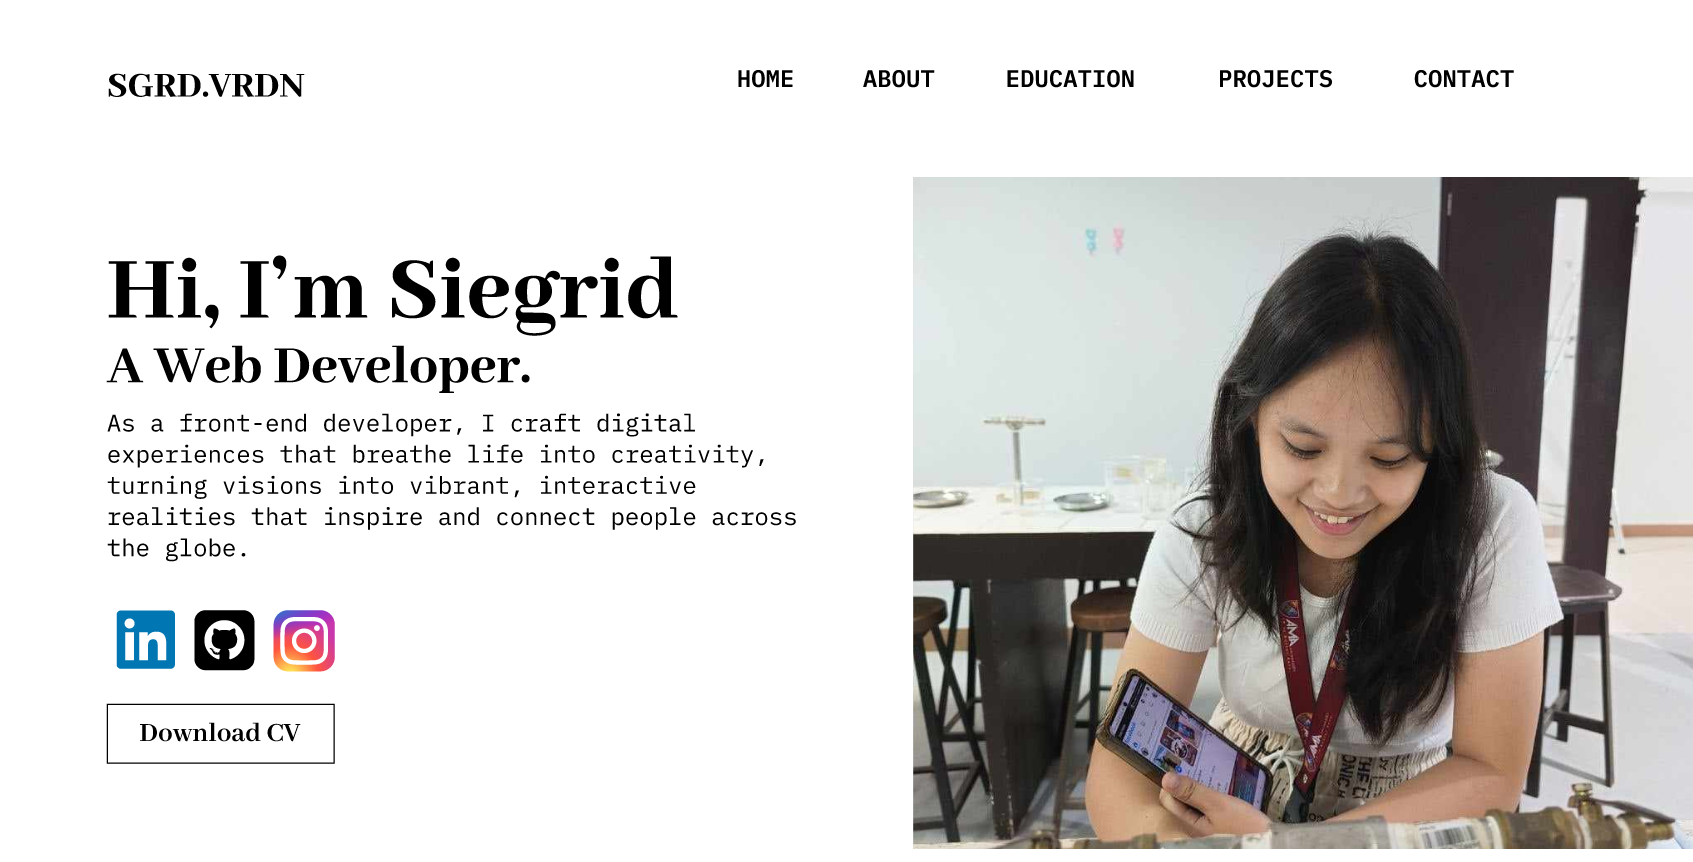 SGRD.VRDN
HOME ABOUT EDUCATION PROJECTS CONTACT
Hi, I’m Siegrid
A Web Developer.
As a front-end developer, I craft digital
experiences that breathe life into creativity,
turning visions into vibrant, interactive
realities that inspire and connect people across
the globe.
in
Download CV
AMA
AMA